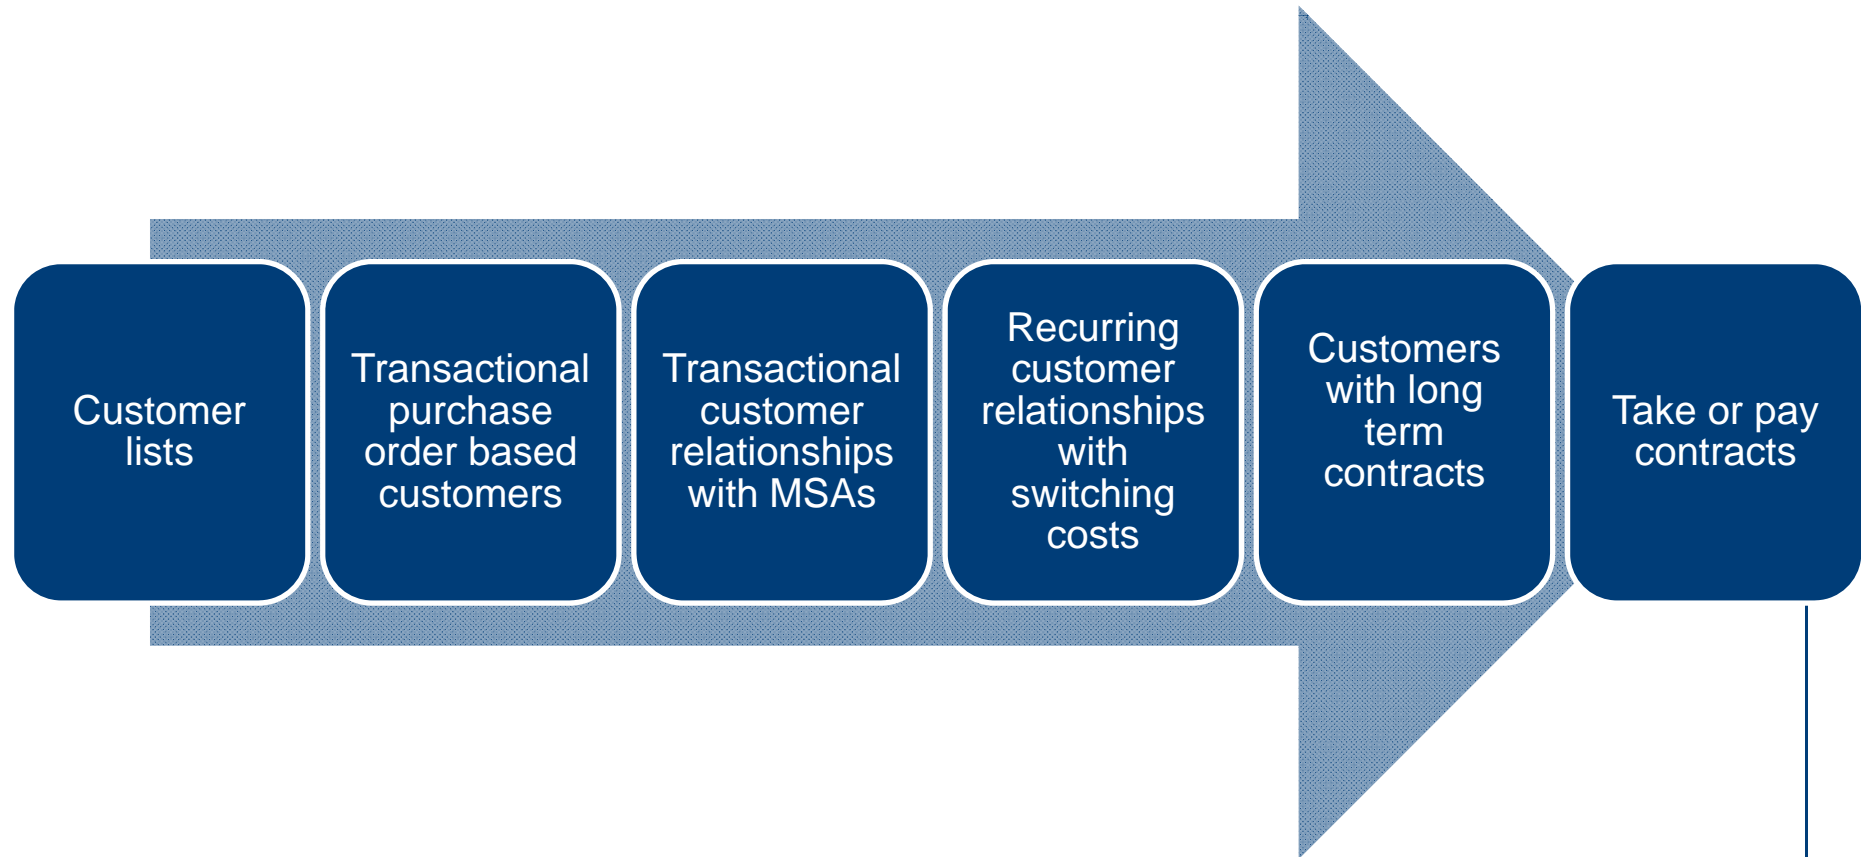 Customer
lists
Transactional
purchase
order based
customers
Transactional
customer
relationships
with MSAs
Recurring
customer
relationships
with
switching
costs
Customers
with long
term
contracts
Take or pay
contracts